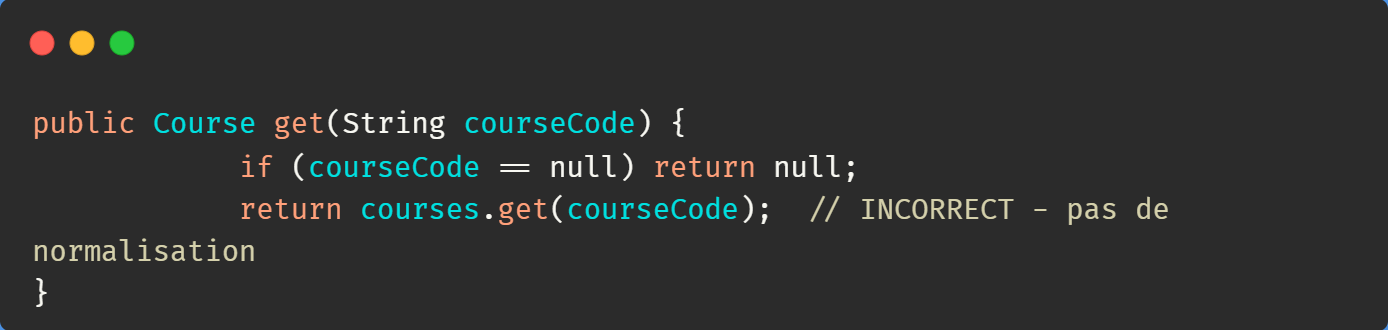 public Course get(String courseCode) {
if (courseCode == null) return null;
return courses.get(courseCode);  // INCORRECT - pas de
normalisation
}